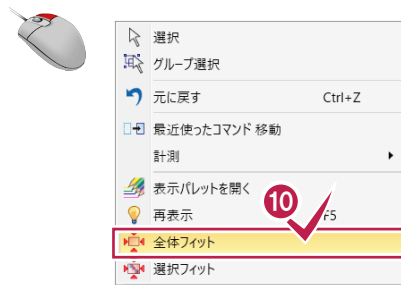 選択
グループ選択
元に戻す Ctrl+Z
最近使ったコマンド 移動
計測
表示パレットを開く
10
再表示 F5
全体フィット
選択フィット